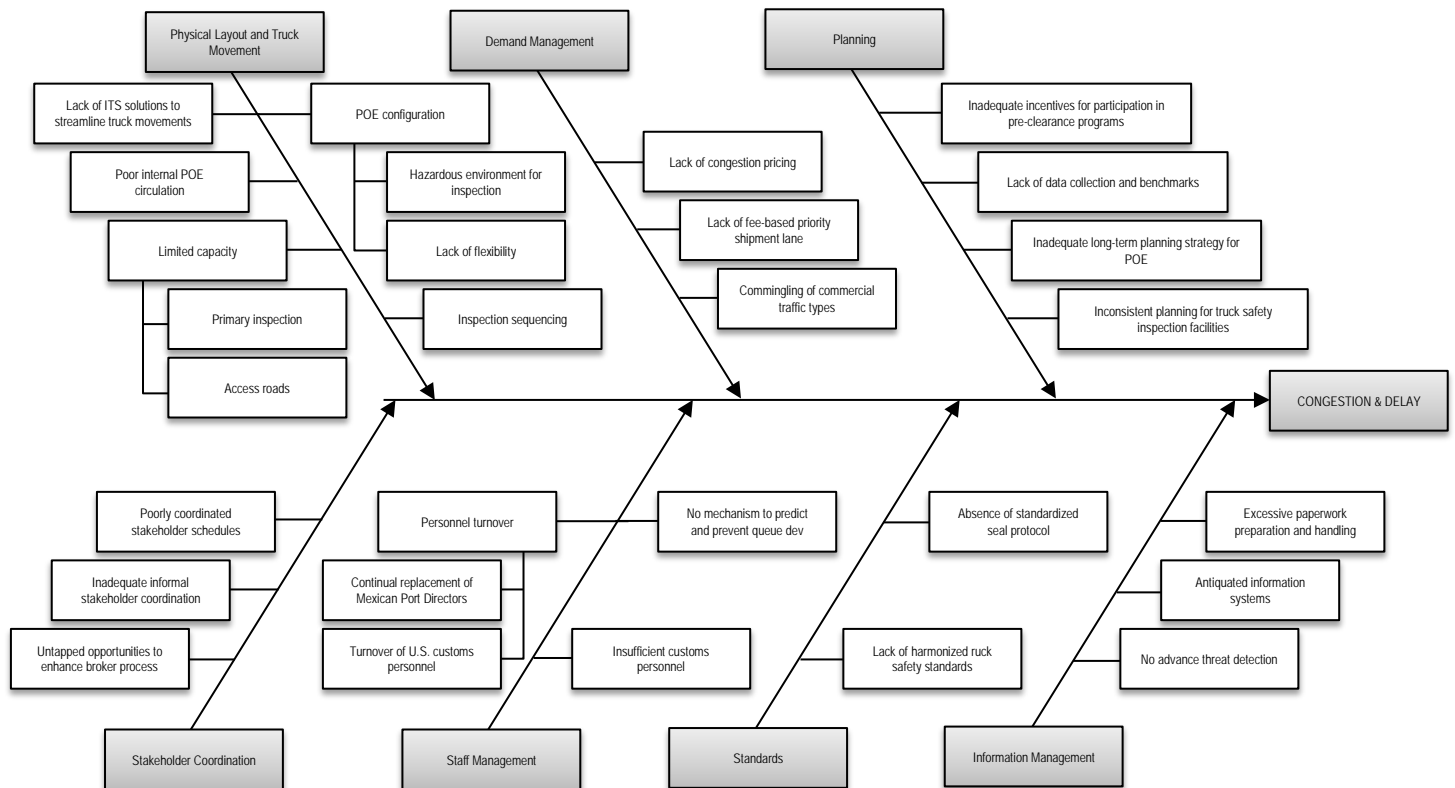 Physical Layout and Truck
Movement
Demand Management
Planning
Lack of ITS solutions to
streamline truck movements
POE configuration
Inadequate incentives for participation in
pre-clearance programs
Poor internal POE
circulation
Hazardous environment for
inspection
Lack of congestion pricing
Lack of data collection and benchmarks
Limited capacity
Lack of flexibility
Lack of fee-based priority
shipment lane
Inadequate long-term planning strategy for
POE
Primary inspection
Inspection sequencing
Commingling of commercial
traffic types
Inconsistent planning for truck safety
inspection facilities
Access roads
CONGESTION & DELAY
Poorly coordinated
stakeholder schedules
Personnel turnover
No mechanism to predict
and prevent queue dev
Absence of standardized
seal protocol
Excessive paperwork
preparation and handling
Inadequate informal
stakeholder coordination
Continual replacement of
Mexican Port Directors
Antiquated information
systems
Untapped opportunities to
enhance broker process
Turnover of U.S. customs
personnel
Insufficient customs
personnel
Lack of harmonized ruck
safety standards
No advance threat detection
Stakeholder Coordination
Staff Management
Standards
Information Management